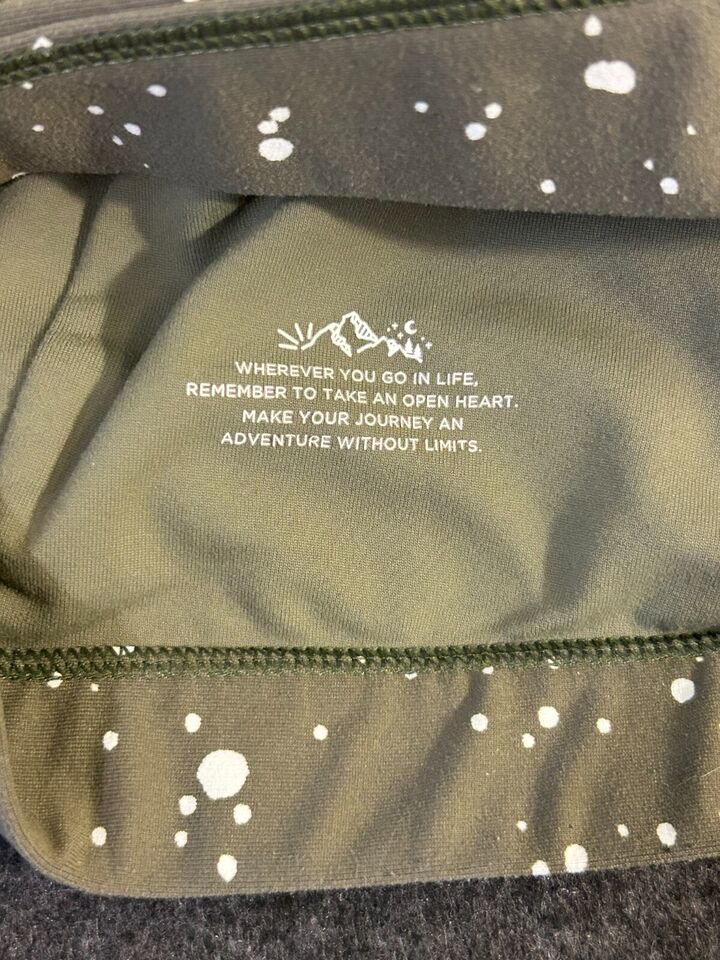 WHEREVER YOU GO IN LIFE,
REMEMBER TO TAKE AN OPEN HEART.
MAKE YOUR JOURNEY AN
ADVENTURE WITHOUT LIMITS.